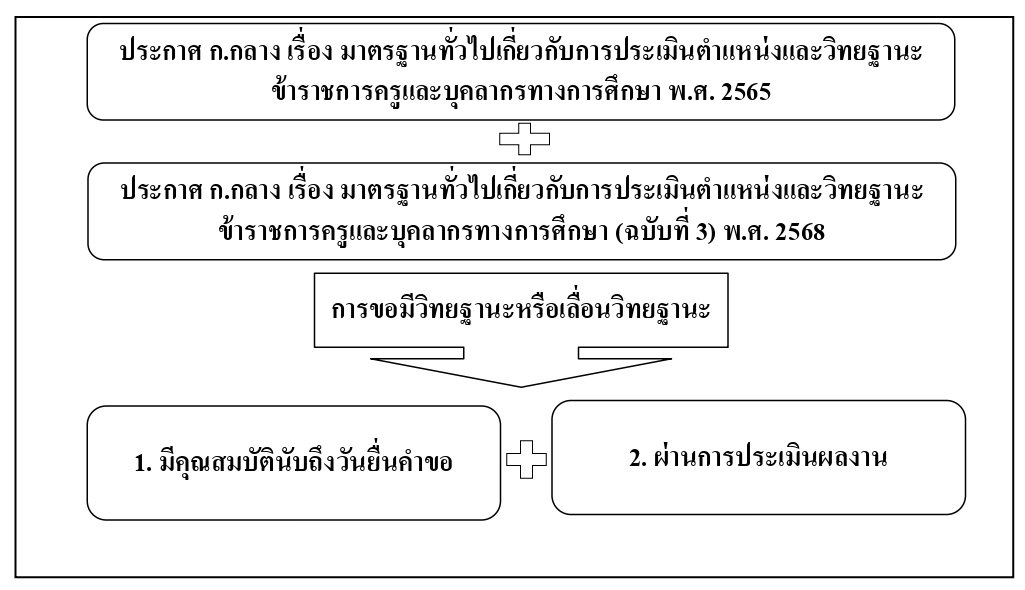 ประกาศ ก.กลาง เรื่อง มาตรฐานทั่วไปเกี่ยวกับการประเมินตำแหน่งและวิทยฐานะ
ข้าราชการครูและบุคลากรทางการศึกษา พ.ศ. 2565
ประกาศ ก.กลาง เรื่อง มาตรฐานทั่วไปเกี่ยวกับการประเมินตำแหน่งและวิทยฐานะ
ข้าราชการครูและบุคลากรทางการศึกษา (ฉบับที่ 3) พ.ศ. 2568
การขอมีวิทยฐานะหรือเลื่อนวิทยฐานะ
1. มีคุณสมบัตินับถึงวันยื่นคำขอ
2. ผ่านการประเมินผลงาน